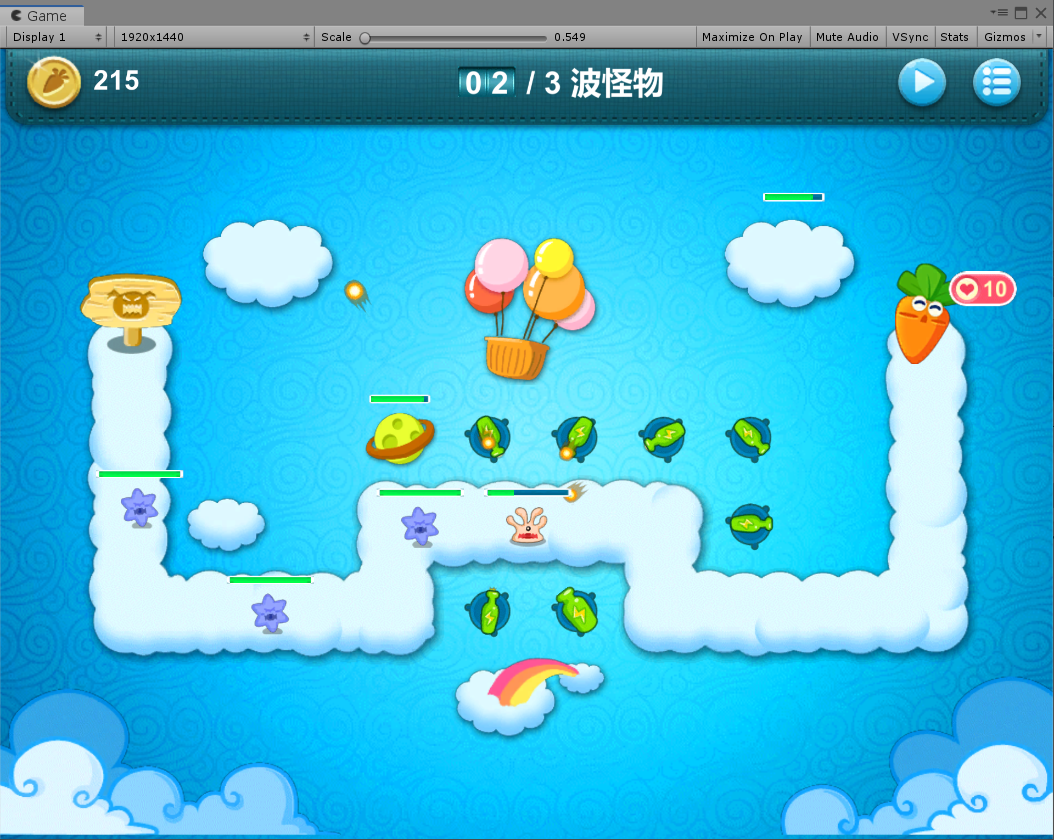 Game
Display 1 1920x1440 Scale 0.549 Maximize On Play Mute Audio VSync Stats Gizmos
215 02 / 3 波怪物
10